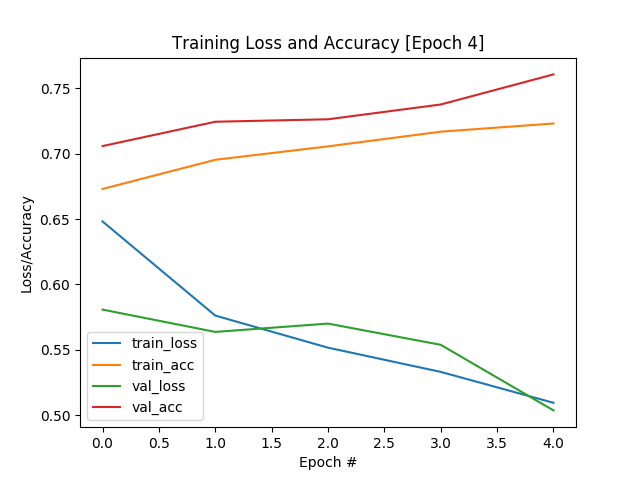 Training Loss and Accuracy [Epoch 4]
Loss/Accuracy
0.75
0.70
0.65
0.60
0.55
0.50
train_loss
train_acc
val_loss
val_acc
0.0 0.5 1.0 1.5 2.0 2.5 3.0 3.5 4.0
Epoch #